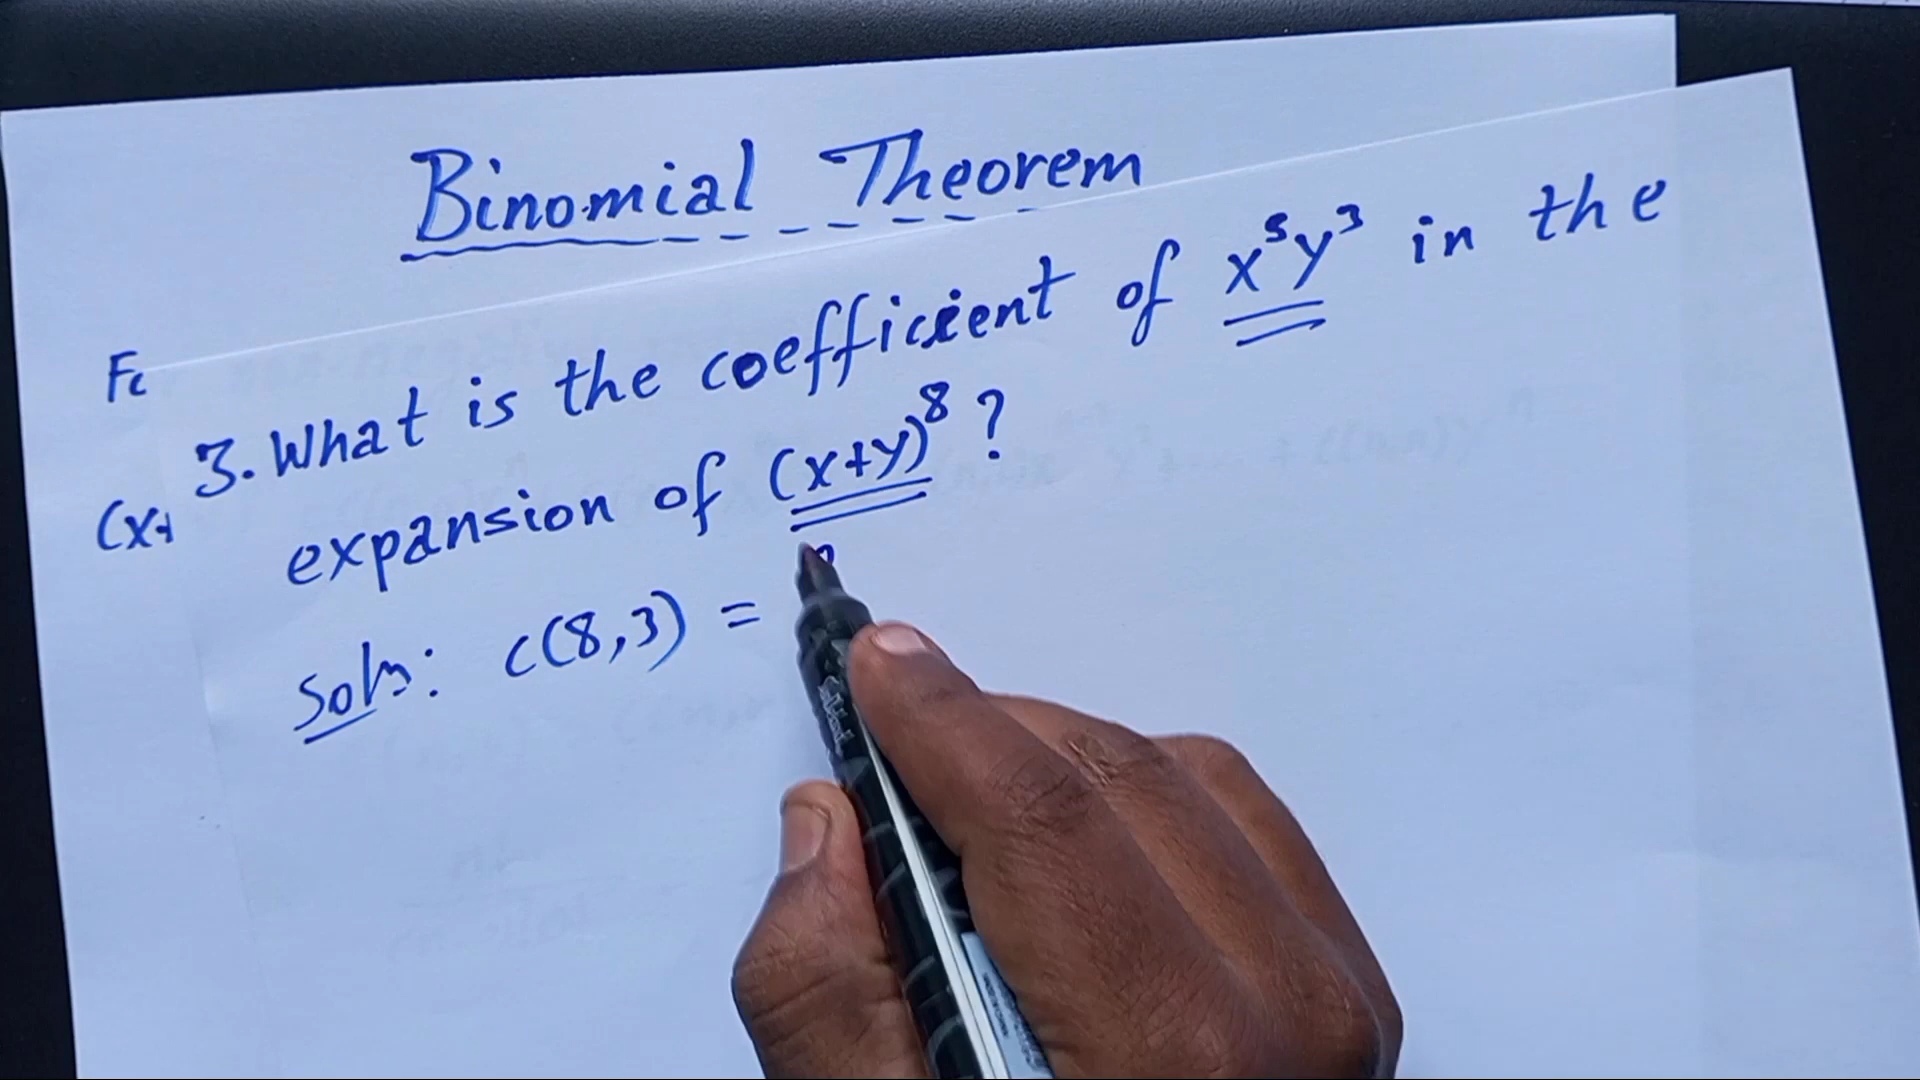 Binomial Theorem
3. What is the coefficient of x⁵y³ in the
expansion of (x+y)⁸?
Soln: C(8,3) =
(x+